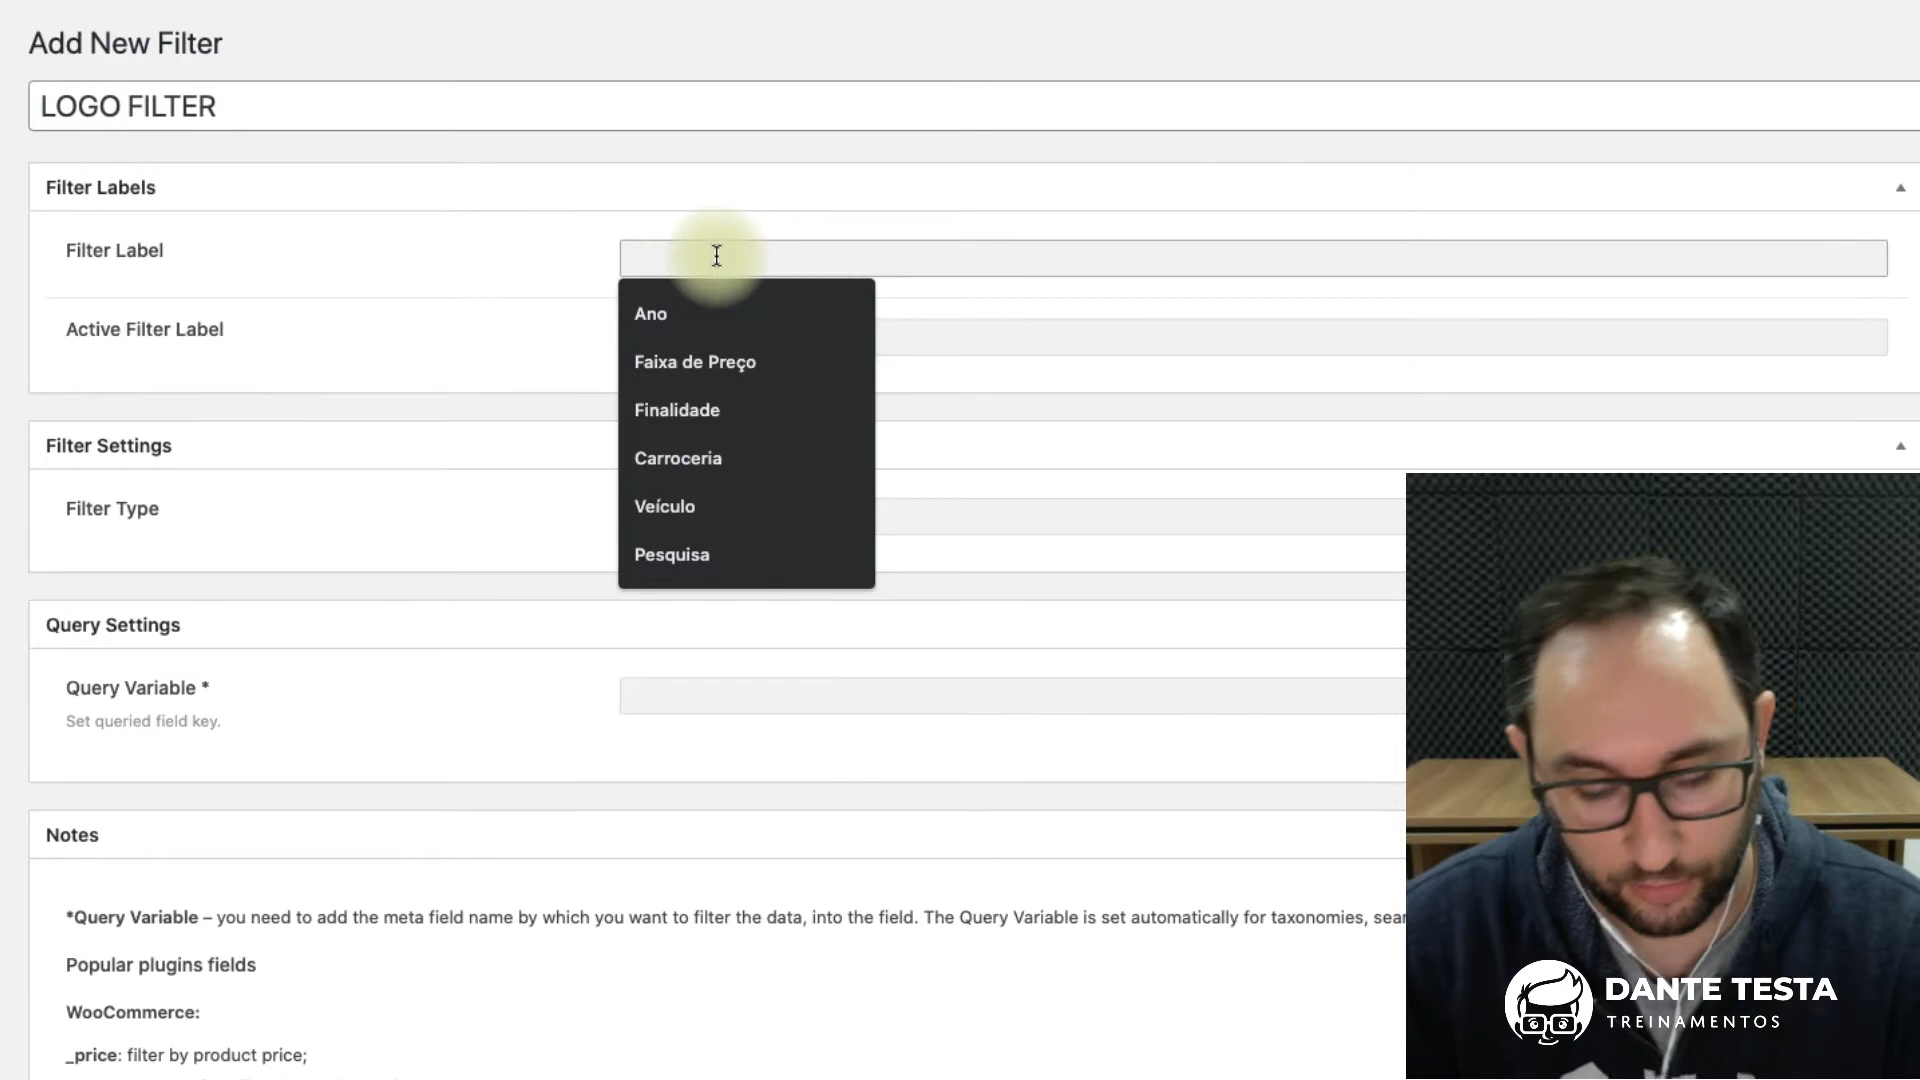 Add New Filter
LOGO FILTER
Filter Labels
Filter Label
Ano
Active Filter Label
Faixa de Preço
Finalidade
Filter Settings
Carroceria
Filter Type
Veículo
Pesquisa
Query Settings
Query Variable *
Set queried field key.
Notes
*Query Variable – you need to add the meta field name by which you want to filter the data, into the field. The Query Variable is set automatically for taxonomies, sear
Popular plugins fields
WooCommerce:
_price: filter by product price;
DANTE TESTA
TREINAMENTOS